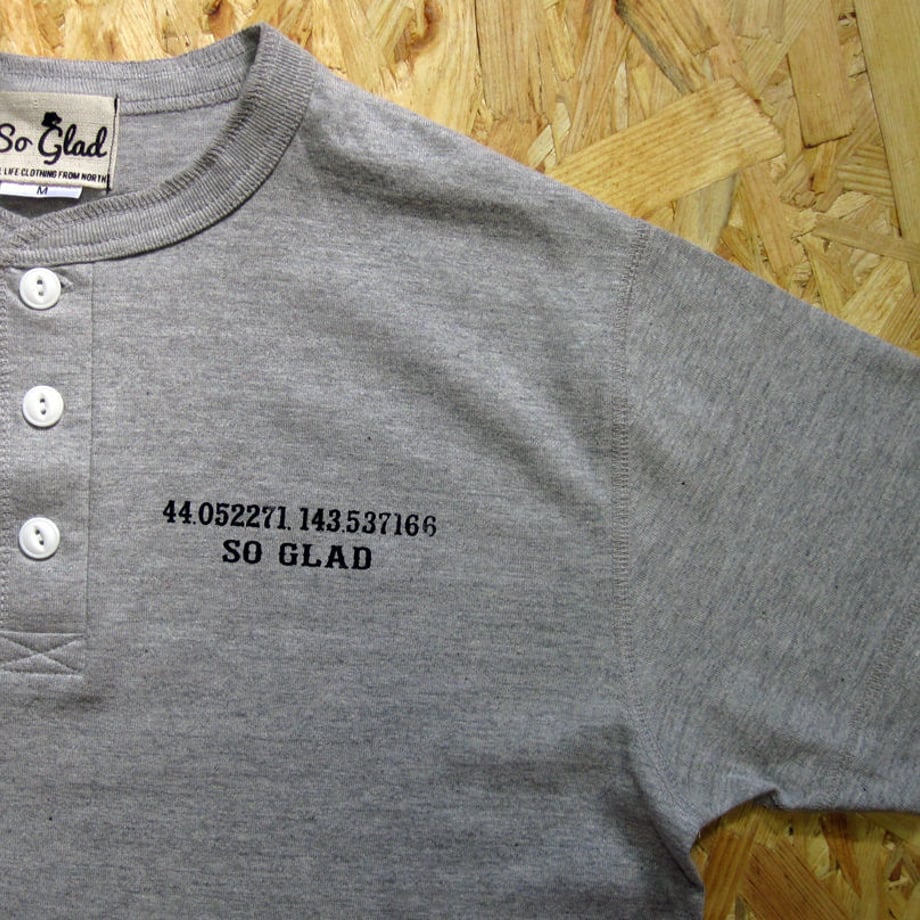 So Glad
LIFE CLOTHING FROM NORTH
M
44.052271. 143.537166
SO GLAD